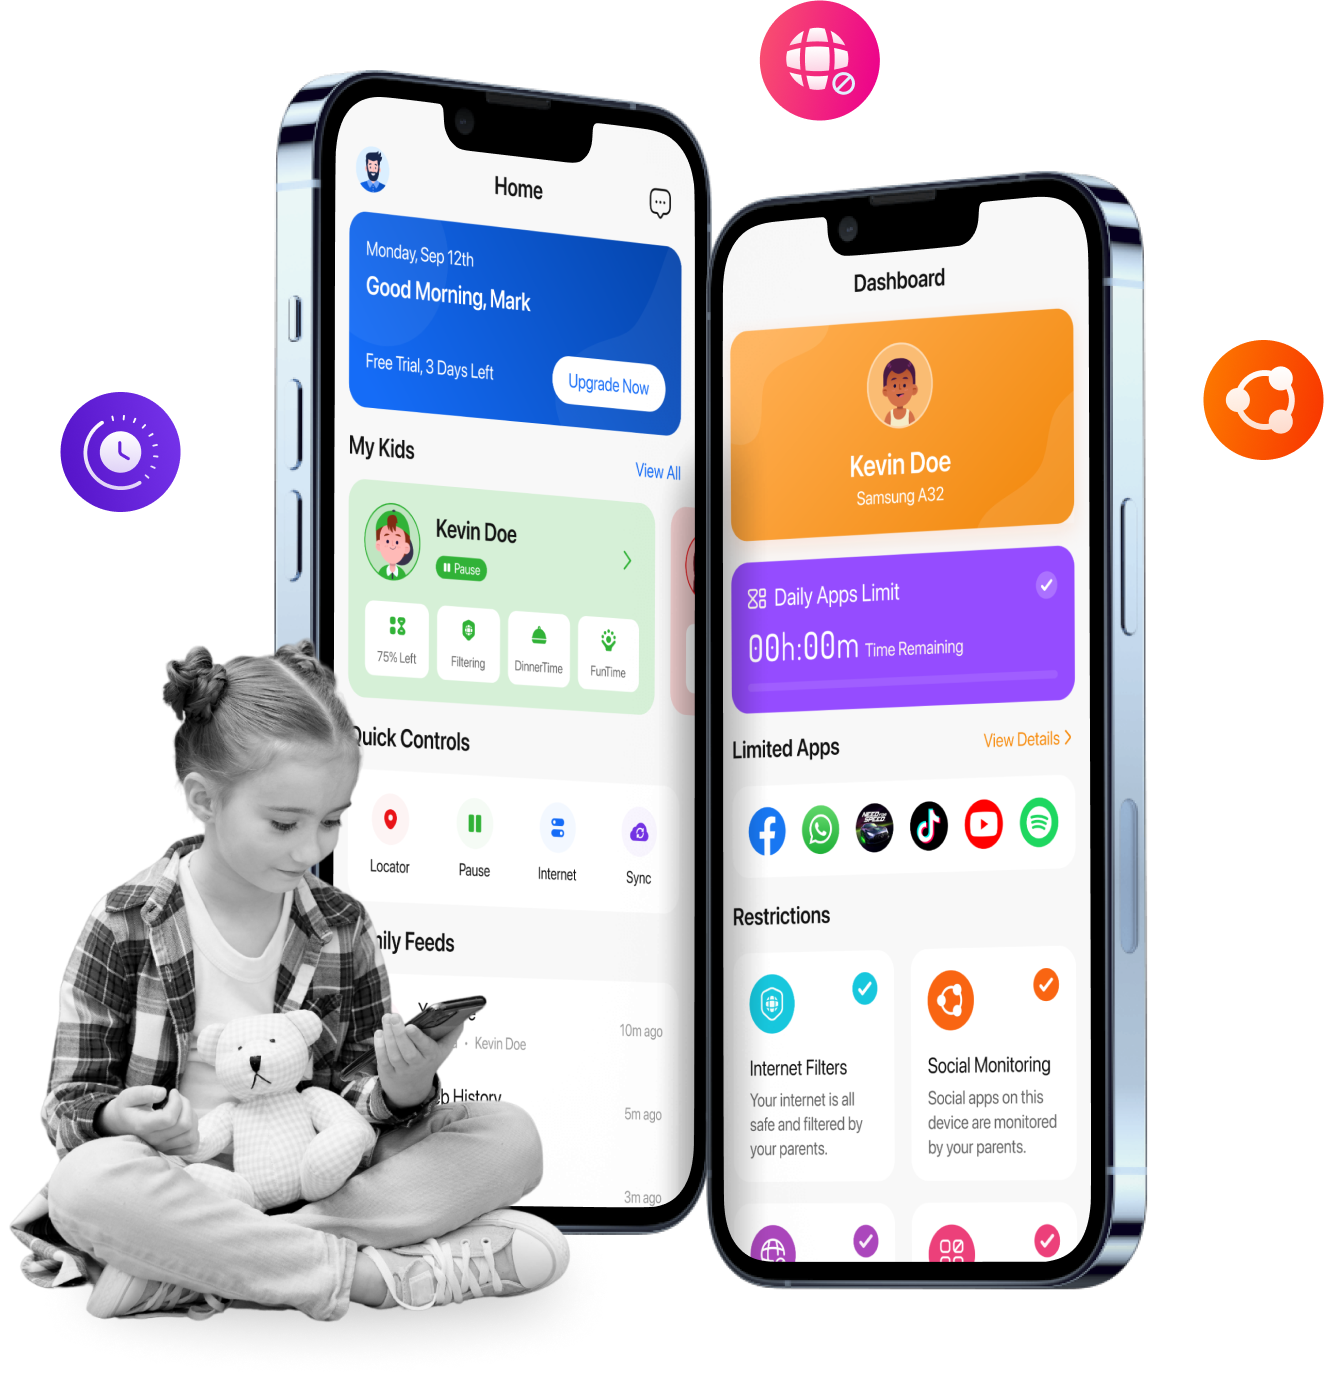 Home
Monday, Sep 12th
Good Morning, Mark
Free Trial, 3 Days Left
Upgrade Now
My Kids
View All
Kevin Doe
Pause
75% Left
Filtering
DinnerTime
FunTime
Quick Controls
Locator
Pause
Internet
Sync
Feeds
10m ago
• Kevin Doe
History
5m ago
3m ago
Dashboard
Kevin Doe
Samsung A32
Daily Apps Limit
00h:00m Time Remaining
Limited Apps
View Details
NEED FOR SPEED
Restrictions
Internet Filters
Your internet is all
safe and filtered by
your parents.
Social Monitoring
Social apps on this
device are monitored
by your parents.